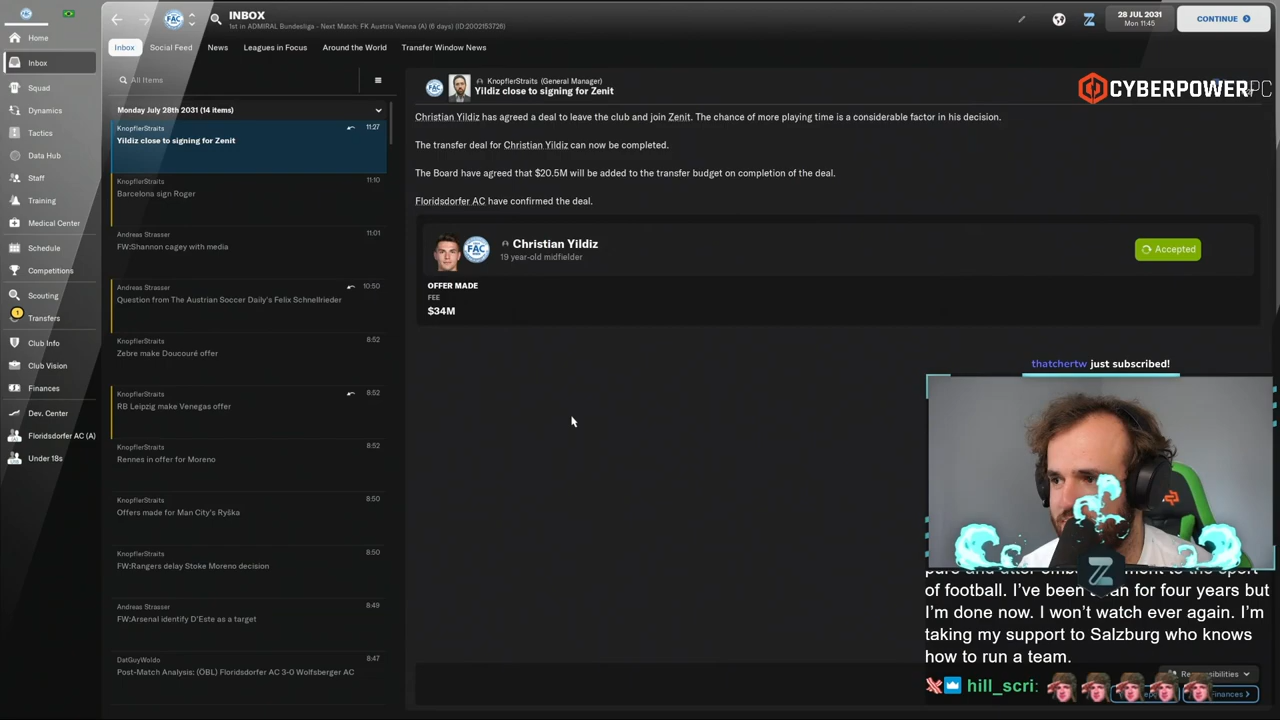 INBOX
1st in ADMIRAL Bundesliga - Next Match: FK Austria Vienna (A) (6 days) (ID:2002153726)
28 JUL 2031
Mon 11:45
CONTINUE
Home
Inbox
Squad
Dynamics
Tactics
Data Hub
Staff
Training
Medical Center
Schedule
Competitions
Scouting
1
Transfers
Club Info
Club Vision
Finances
Dev. Center
Floridsdorfer AC (A)
Under 18s
Inbox
Social Feed
News
Leagues in Focus
Around the World
Transfer Window News
All Items
Monday July 28th 2031 (14 items)
KnopflerStraits
11:27
Yildiz close to signing for Zenit
KnopflerStraits
11:10
Barcelona sign Roger
Andreas Strasser
11:01
FW:Shannon cagey with media
Andreas Strasser
10:50
Question from The Austrian Soccer Daily's Felix Schnellrieder
KnopflerStraits
8:52
Zebre make Doucouré offer
KnopflerStraits
8:52
RB Leipzig make Venegas offer
KnopflerStraits
8:52
Rennes in offer for Moreno
KnopflerStraits
8:50
Offers made for Man City's Ryška
KnopflerStraits
8:50
FW:Rangers delay Stoke Moreno decision
Andreas Strasser
8:49
FW:Arsenal identify D'Este as a target
DatGuyWoldo
8:47
Post-Match Analysis: (ÖBL) Floridsdorfer AC 3-0 Wolfsberger AC
FAC
KnopflerStraits (General Manager)
Yildiz close to signing for Zenit
CYBERPOWERPC
Christian Yildiz has agreed a deal to leave the club and join Zenit. The chance of more playing time is a considerable factor in his decision.
The transfer deal for Christian Yildiz can now be completed.
The Board have agreed that $20.5M will be added to the transfer budget on completion of the deal.
Floridsdorfer AC have confirmed the deal.
FAC
Christian Yildiz
19 year-old midfielder
Accepted
OFFER MADE
FEE
$34M
thatchertw just subscribed!
of football. I've been a fan for four years but
I'm done now. I won't watch ever again. I'm
taking my support to Salzburg who knows
how to run a team.
hill_scri:
Responsibilities
Finances